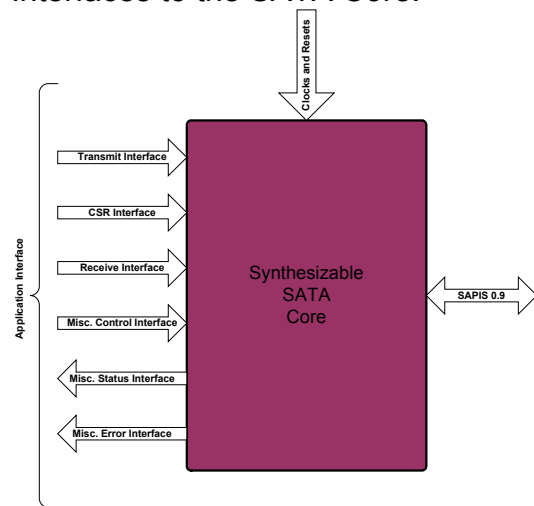 Interfaces to the SATA Core.
Clocks and Resets
Application Interface
Transmit Interface
CSR Interface
Receive Interface
Misc. Control Interface
Misc. Status Interface
Misc. Error Interface
Synthesizable
SATA
Core
SAPIS 0.9